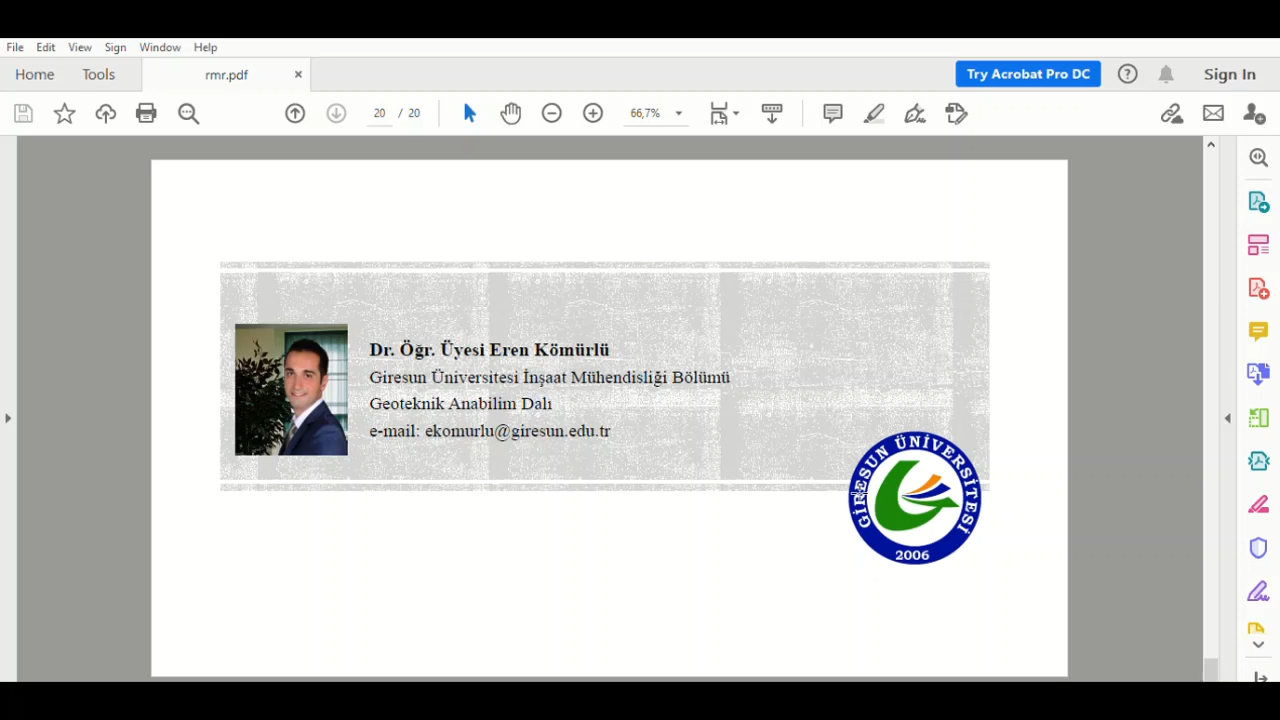 File Edit View Sign Window Help
Home Tools rmr.pdf × Try Acrobat Pro DC Sign In
20 / 20 66,7%
Dr. Öğr. Üyesi Eren Kömürlü
Giresun Üniversitesi İnşaat Mühendisliği Bölümü
Geoteknik Anabilim Dalı
e-mail: ekomurlu@giresun.edu.tr
GİRESUN ÜNİVERSİTESİ
2006